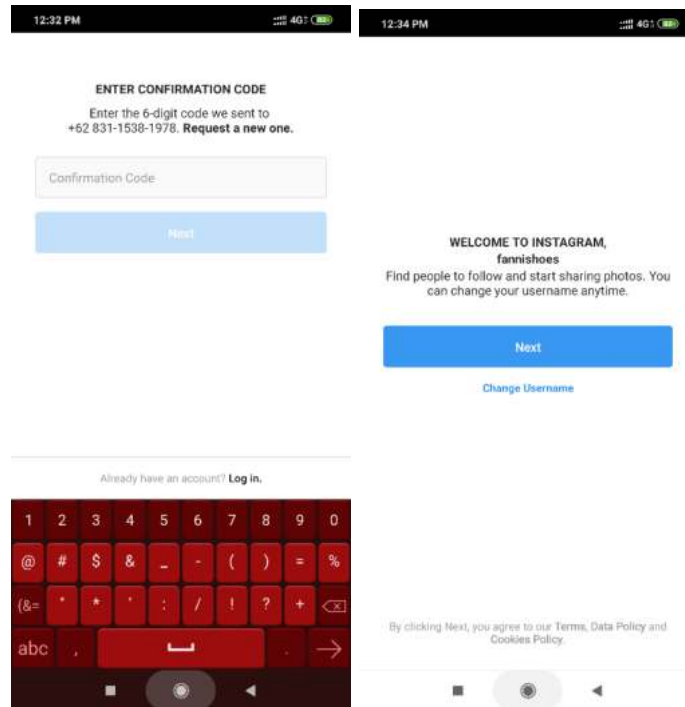 12:32 PM
4G
ENTER CONFIRMATION CODE
Enter the 6-digit code we sent to
+62 831-1538-1978. Request a new one.
Confirmation Code
Next
Already have an account? Log in.
1 2 3 4 5 6 7 8 9 0
@ # $ & _ - ( ) = %
{&= " * ' : / ! ? +
abc , .
12:34 PM
4G
WELCOME TO INSTAGRAM,
fannishoes
Find people to follow and start sharing photos. You
can change your username anytime.
Next
Change Username
By clicking Next, you agree to our Terms, Data Policy and
Cookies Policy.